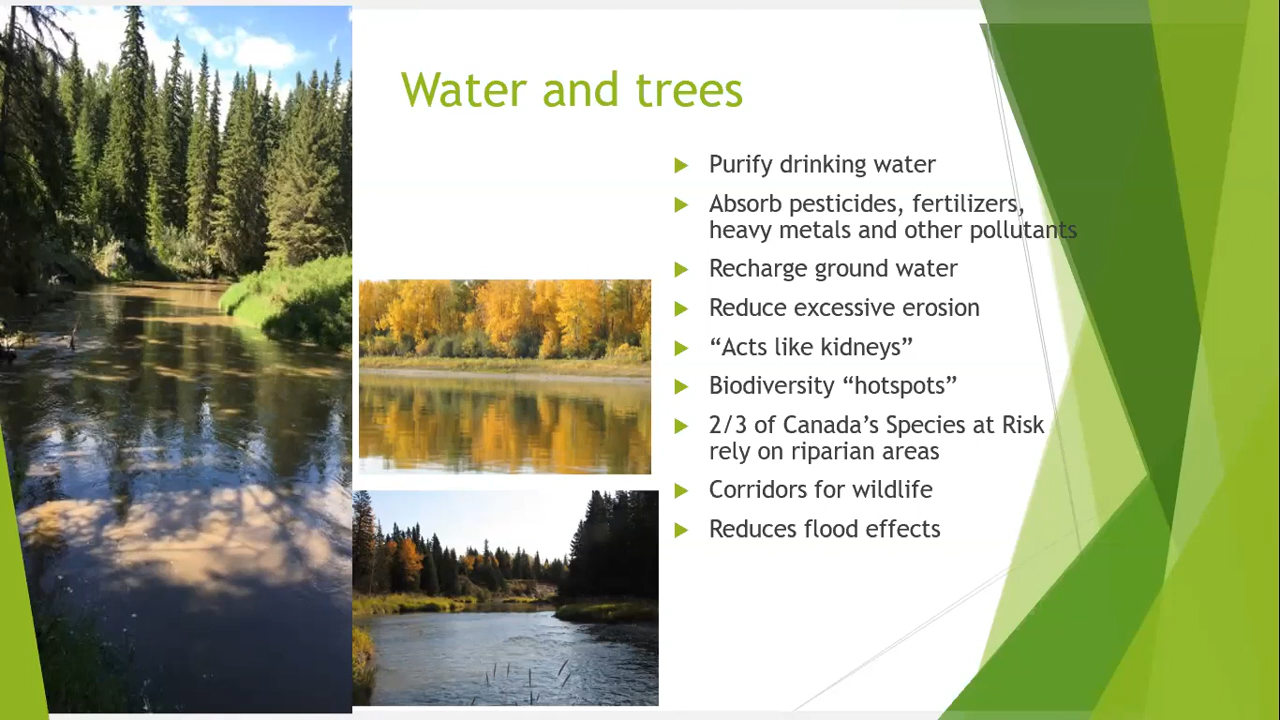 Water and trees
Purify drinking water
Absorb pesticides, fertilizers,
heavy metals and other pollutants
Recharge ground water
Reduce excessive erosion
“Acts like kidneys”
Biodiversity “hotspots”
2/3 of Canada’s Species at Risk
rely on riparian areas
Corridors for wildlife
Reduces flood effects